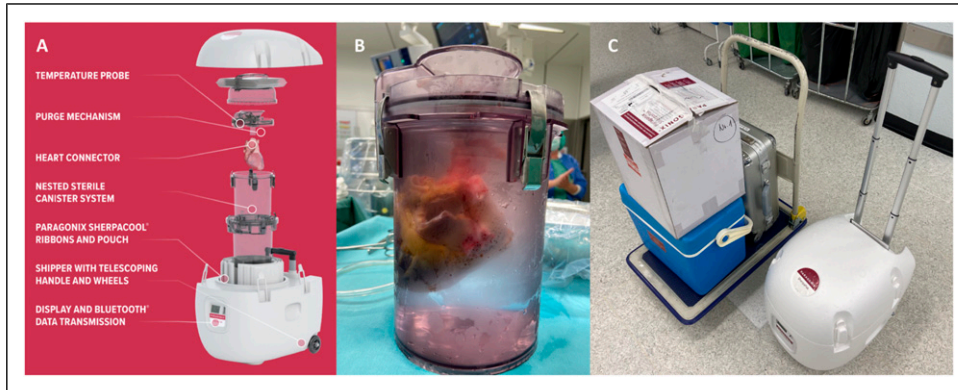 A
TEMPERATURE PROBE
PURGE MECHANISM
HEART CONNECTOR
NESTED STERILE
CANISTER SYSTEM
PARAGONIX SHERPACOOL®
RIBBONS AND POUCH
SHIPPER WITH TELESCOPING
HANDLE AND WHEELS
DISPLAY AND BLUETOOTH®
DATA TRANSMISSION
B
C